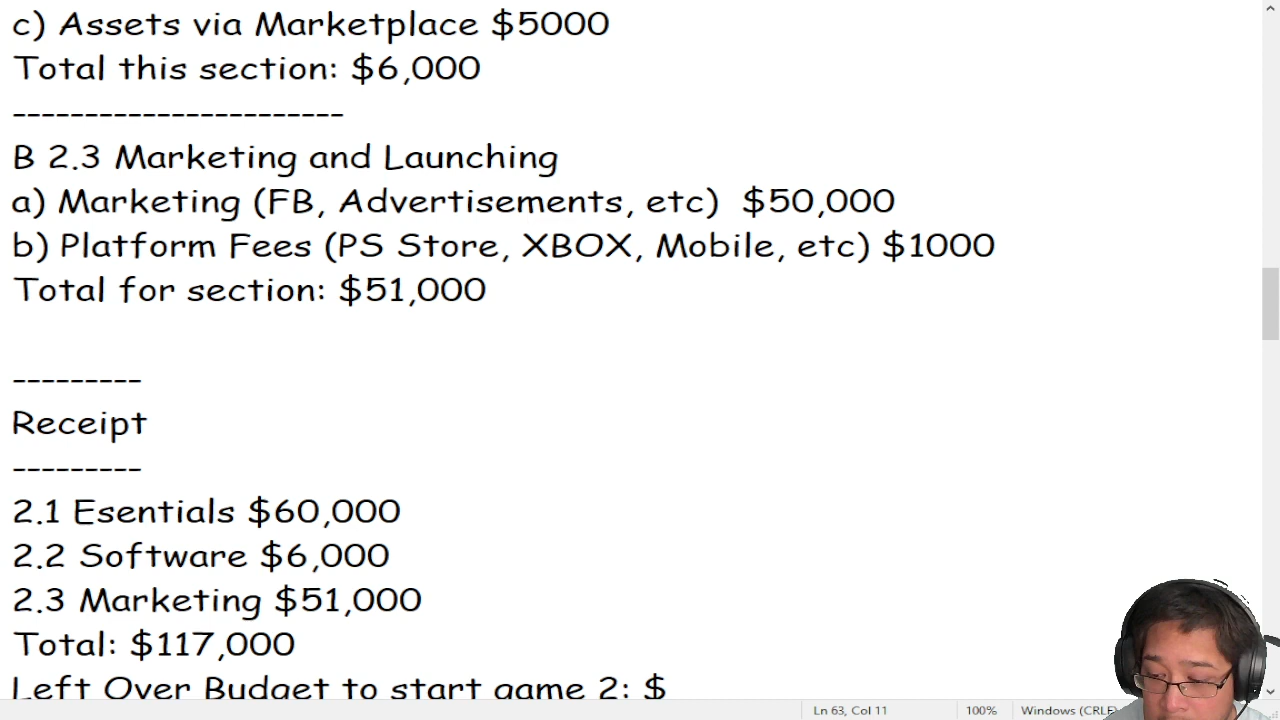 c) Assets via Marketplace $5000
Total this section: $6,000
-----------------------
B 2.3 Marketing and Launching
a) Marketing (FB, Advertisements, etc)  $50,000
b) Platform Fees (PS Store, XBOX, Mobile, etc) $1000
Total for section: $51,000
---------
Receipt
---------
2.1 Esentials $60,000
2.2 Software $6,000
2.3 Marketing $51,000
Total: $117,000
Left Over Budget to start game 2: $
Ln 63, Col 11 100% Windows (CRLF)